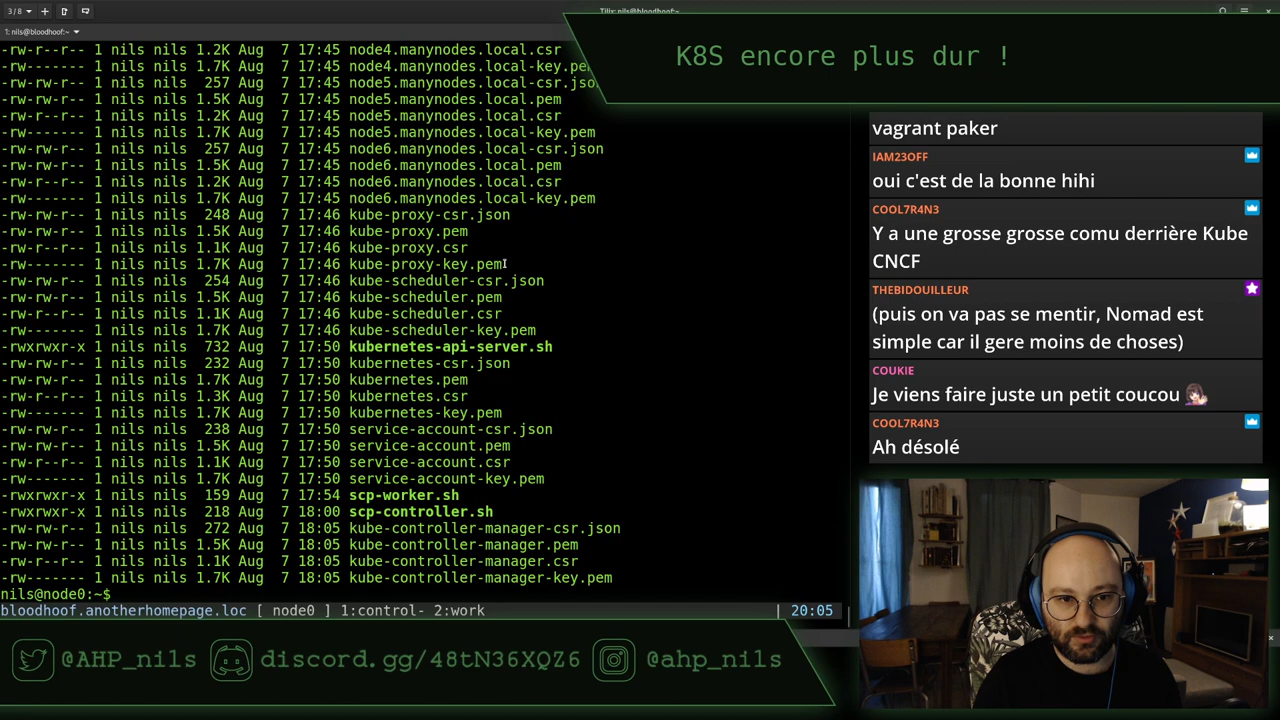 3/8
Tilix: nils@bloodhoof:~
1: nils@bloodhoof:~
-rw-r--r-- 1 nils nils 1.2K Aug  7 17:45 node4.manynodes.local.csr
-rw------- 1 nils nils 1.7K Aug  7 17:45 node4.manynodes.local-key.pe
-rw-rw-r-- 1 nils nils  257 Aug  7 17:45 node5.manynodes.local-csr.jso
-rw-rw-r-- 1 nils nils 1.5K Aug  7 17:45 node5.manynodes.local.pem
-rw-r--r-- 1 nils nils 1.2K Aug  7 17:45 node5.manynodes.local.csr
-rw------- 1 nils nils 1.7K Aug  7 17:45 node5.manynodes.local-key.pem
-rw-rw-r-- 1 nils nils  257 Aug  7 17:45 node6.manynodes.local-csr.json
-rw-rw-r-- 1 nils nils 1.5K Aug  7 17:45 node6.manynodes.local.pem
-rw-r--r-- 1 nils nils 1.2K Aug  7 17:45 node6.manynodes.local.csr
-rw------- 1 nils nils 1.7K Aug  7 17:45 node6.manynodes.local-key.pem
-rw-rw-r-- 1 nils nils  248 Aug  7 17:46 kube-proxy-csr.json
-rw-rw-r-- 1 nils nils 1.5K Aug  7 17:46 kube-proxy.pem
-rw-r--r-- 1 nils nils 1.1K Aug  7 17:46 kube-proxy.csr
-rw------- 1 nils nils 1.7K Aug  7 17:46 kube-proxy-key.pem
-rw-rw-r-- 1 nils nils  254 Aug  7 17:46 kube-scheduler-csr.json
-rw-rw-r-- 1 nils nils 1.5K Aug  7 17:46 kube-scheduler.pem
-rw-r--r-- 1 nils nils 1.1K Aug  7 17:46 kube-scheduler.csr
-rw------- 1 nils nils 1.7K Aug  7 17:46 kube-scheduler-key.pem
-rwxrwxr-x 1 nils nils  732 Aug  7 17:50 kubernetes-api-server.sh
-rw-rw-r-- 1 nils nils  232 Aug  7 17:50 kubernetes-csr.json
-rw-rw-r-- 1 nils nils 1.7K Aug  7 17:50 kubernetes.pem
-rw-r--r-- 1 nils nils 1.3K Aug  7 17:50 kubernetes.csr
-rw------- 1 nils nils 1.7K Aug  7 17:50 kubernetes-key.pem
-rw-rw-r-- 1 nils nils  238 Aug  7 17:50 service-account-csr.json
-rw-rw-r-- 1 nils nils 1.5K Aug  7 17:50 service-account.pem
-rw-r--r-- 1 nils nils 1.1K Aug  7 17:50 service-account.csr
-rw------- 1 nils nils 1.7K Aug  7 17:50 service-account-key.pem
-rwxrwxr-x 1 nils nils  159 Aug  7 17:54 scp-worker.sh
-rwxrwxr-x 1 nils nils  218 Aug  7 18:00 scp-controller.sh
-rw-rw-r-- 1 nils nils  272 Aug  7 18:05 kube-controller-manager-csr.json
-rw-rw-r-- 1 nils nils 1.5K Aug  7 18:05 kube-controller-manager.pem
-rw-r--r-- 1 nils nils 1.1K Aug  7 18:05 kube-controller-manager.csr
-rw------- 1 nils nils 1.7K Aug  7 18:05 kube-controller-manager-key.pem
nils@node0:~$
bloodhoof.anotherhomepage.loc [ node0 ] 1:control- 2:work | 20:05
K8S encore plus dur !
vagrant paker
IAM23OFF
oui c'est de la bonne hihi
COOL7R4N3
Y a une grosse grosse comu derrière Kube
CNCF
THEBIDOUILLEUR
(puis on va pas se mentir, Nomad est
simple car il gere moins de choses)
COUKIE
Je viens faire juste un petit coucou
COOL7R4N3
Ah désolé
@AHP_nils discord.gg/48tN36XQZ6 @ahp_nils